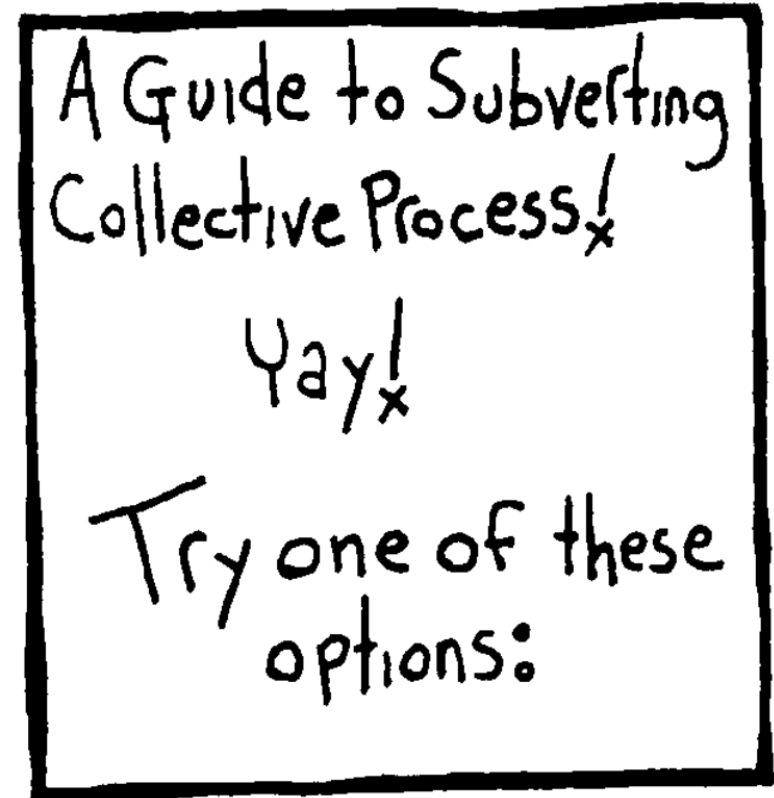 A Guide to Subverting
Collective Process!
Yay!
Try one of these
options: